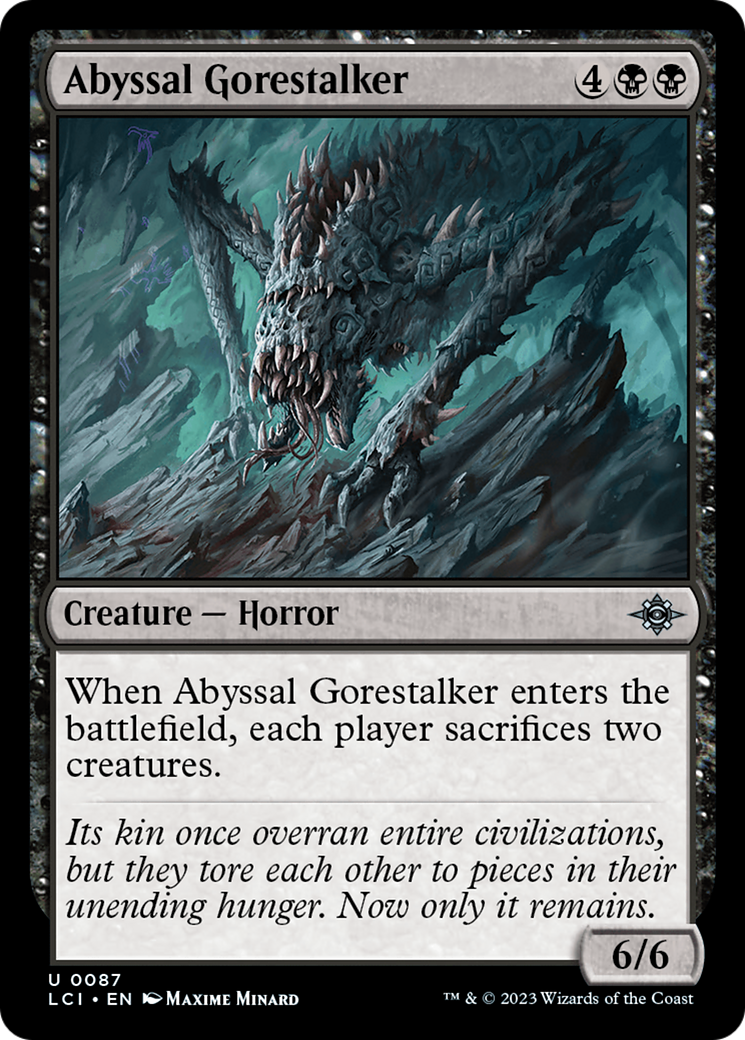 Abyssal Gorestalker 4
Creature — Horror
When Abyssal Gorestalker enters the
battlefield, each player sacrifices two
creatures.
Its kin once overran entire civilizations,
but they tore each other to pieces in their
unending hunger. Now only it remains.
6/6
U 0087
LCI • EN Maxime Minard
™ & © 2023 Wizards of the Coast